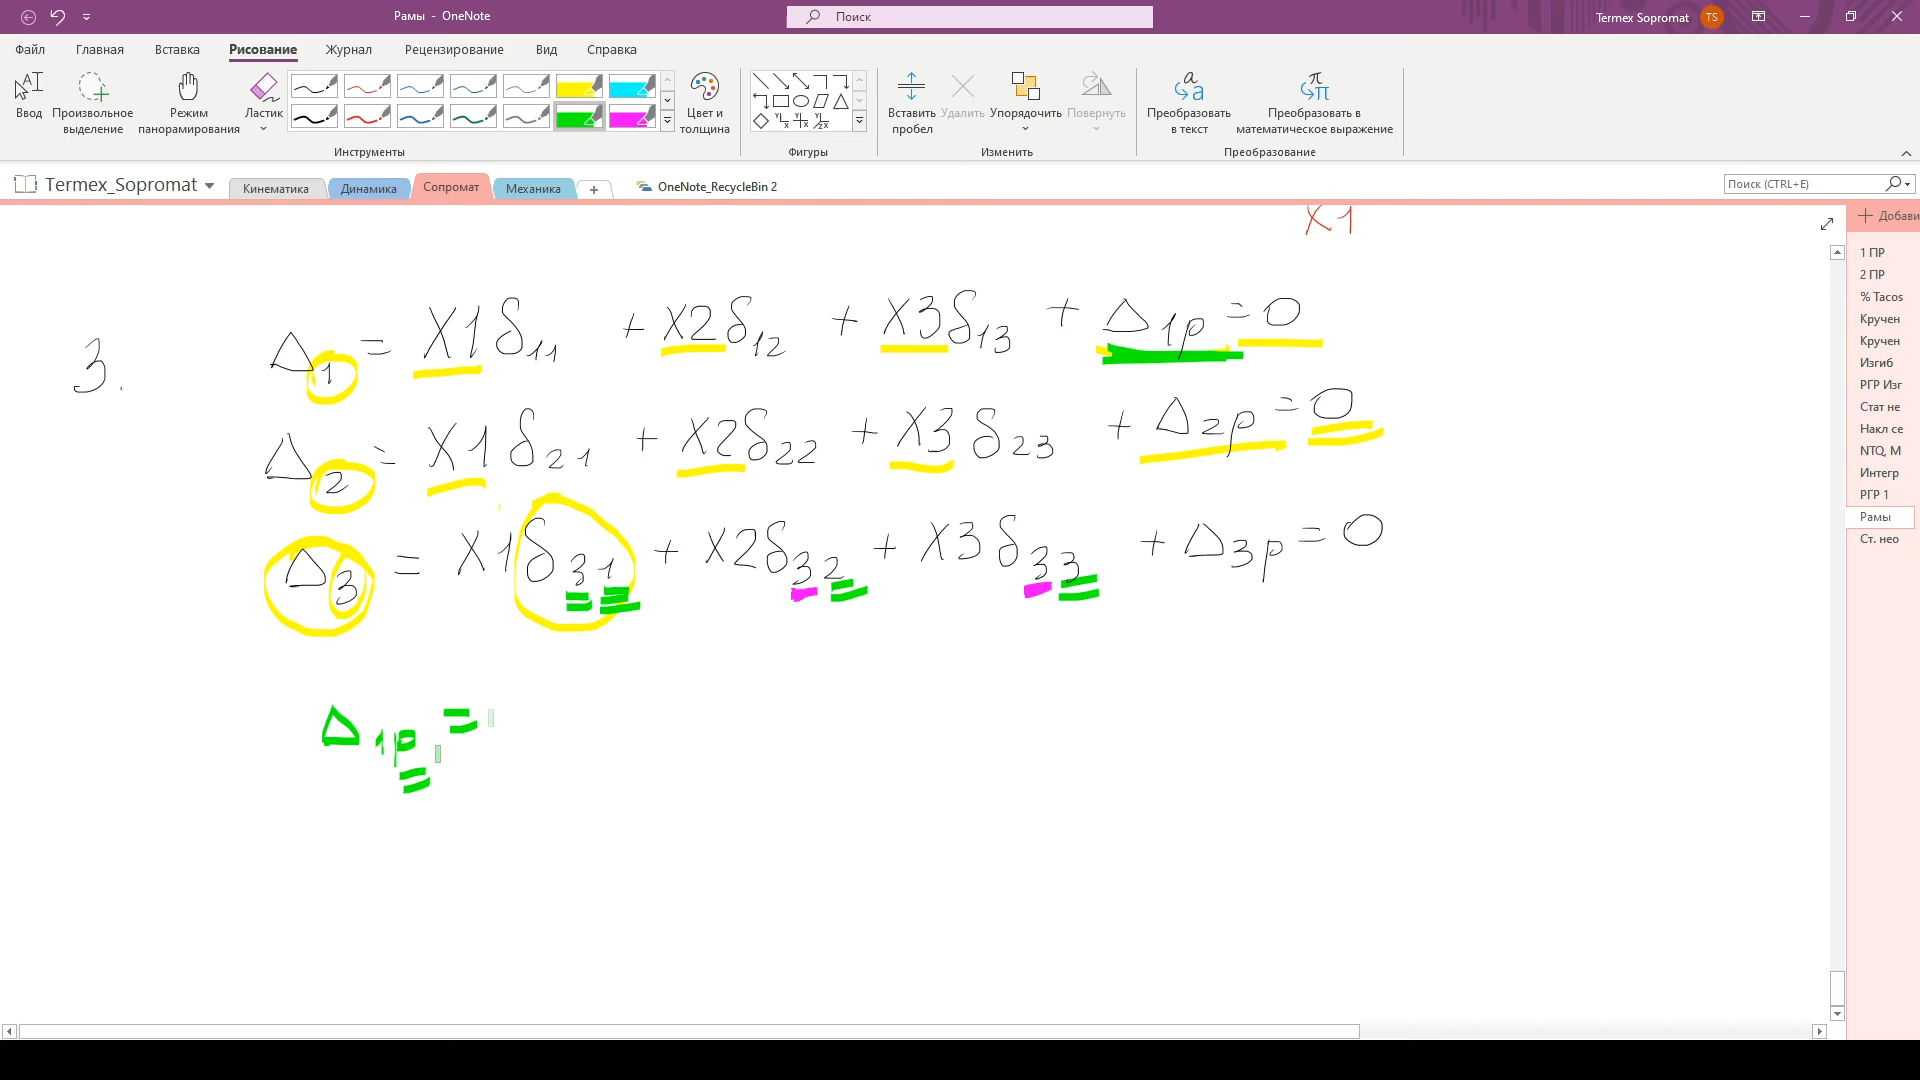 Рамы - OneNote
Поиск
Termex Sopromat
TS
Файл Главная Вставка Рисование Журнал Рецензирование Вид Справка
Ввод
Произвольное выделение
Режим панорамирования
Ластик
Цвет и толщина
Вставить пробел
Удалить
Упорядочить
Повернуть
Преобразовать в текст
Преобразовать в математическое выражение
Инструменты
Фигуры
Изменить
Преобразование
Termex_Sopromat
Кинематика
Динамика
Сопромат
Механика
OneNote_RecycleBin 2
Поиск (CTRL+E)
Добави
1 ПР
2 ПР
% Tacos
Кручен
Кручен
Изгиб
РГР Изг
Стат не
Накл се
NTQ, M
Интегр
РГР 1
Рамы
Ст. нео
X1
3.
Δ1 = X1δ11 + X2δ12 + X3δ13 + Δ1p = 0
Δ2 = X1δ21 + X2δ22 + X3δ23 + Δ2p = 0
Δ3 = X1δ31 + X2δ32 + X3δ33 + Δ3p = 0
Δ1p =